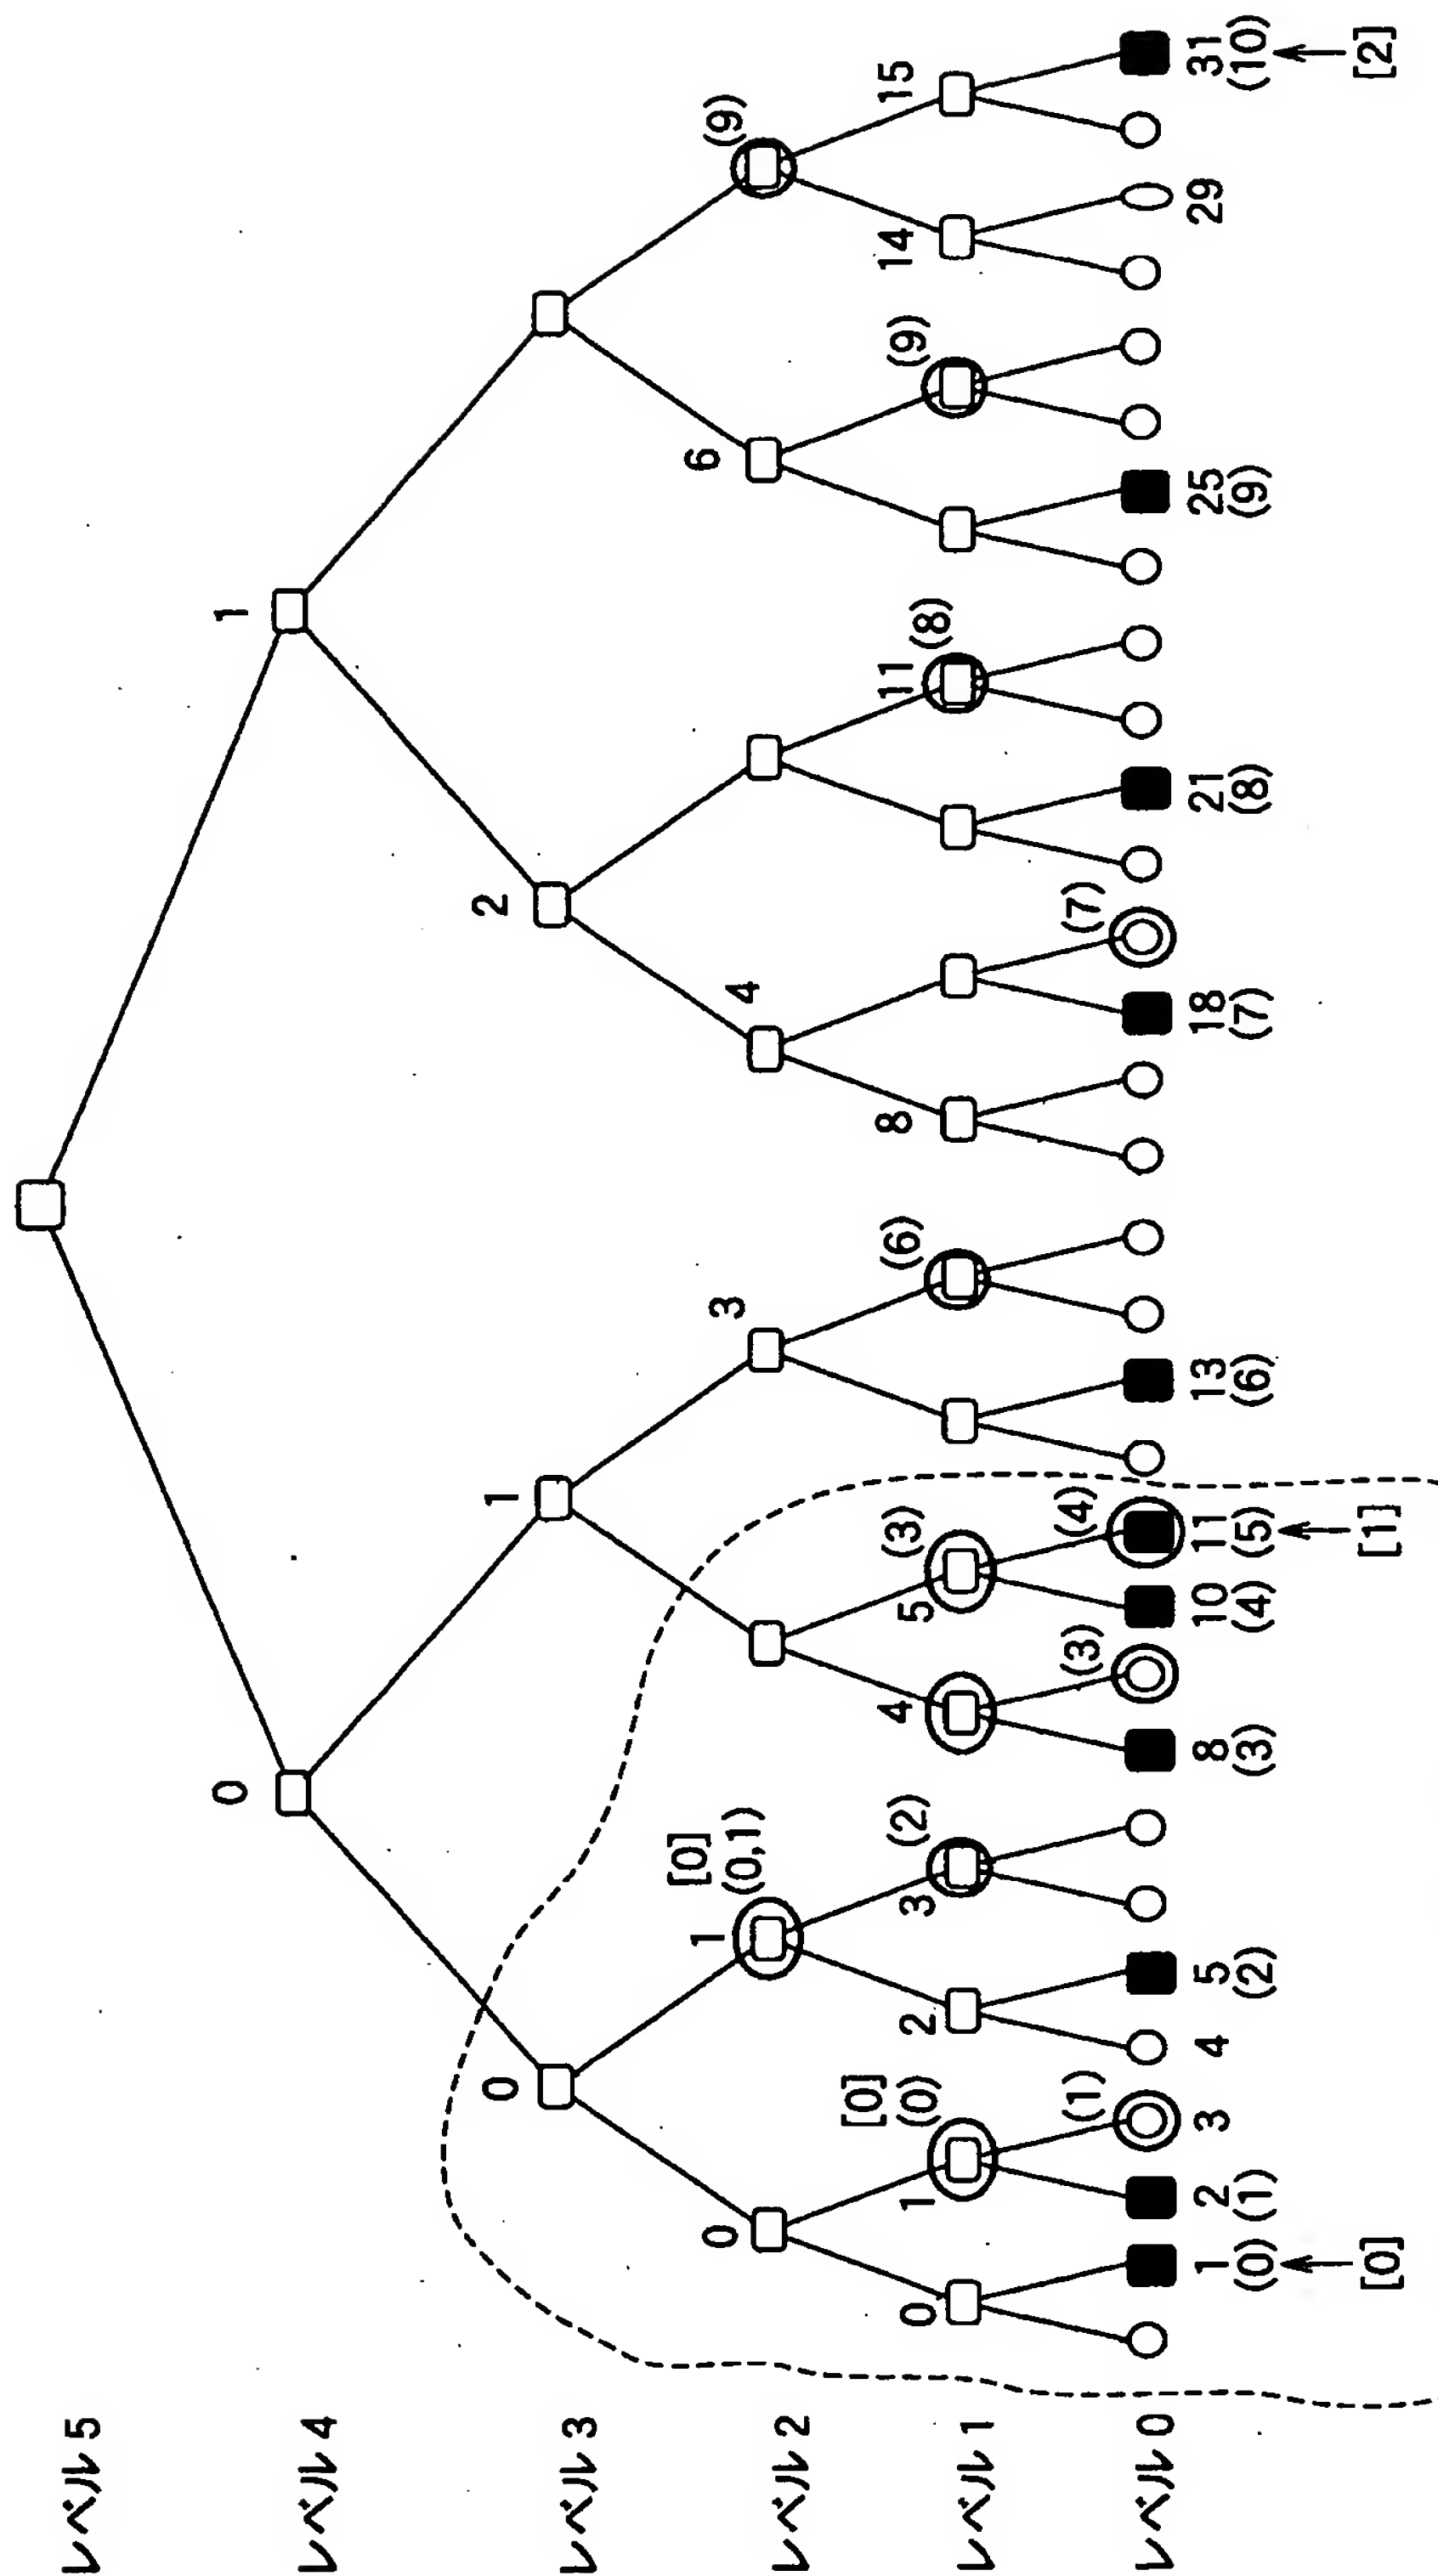 レベル5
0 1
レベル4
0 1 2
レベル3
[0]
(0,1)
0 1 3 4 6 (9)
レベル2
[0]
(0) (2) (3) (6) (8) (9)
0 1 2 3 4 5 8 11 14 15
レベル1
(1) (3) (4) (7)
レベル0
1 2 3 4 5 8 10 11 13 18 21 25 29 31
(0) (1) (2) (3) (4) (5) (6) (7) (8) (9) (10)
[0] [1] [2]